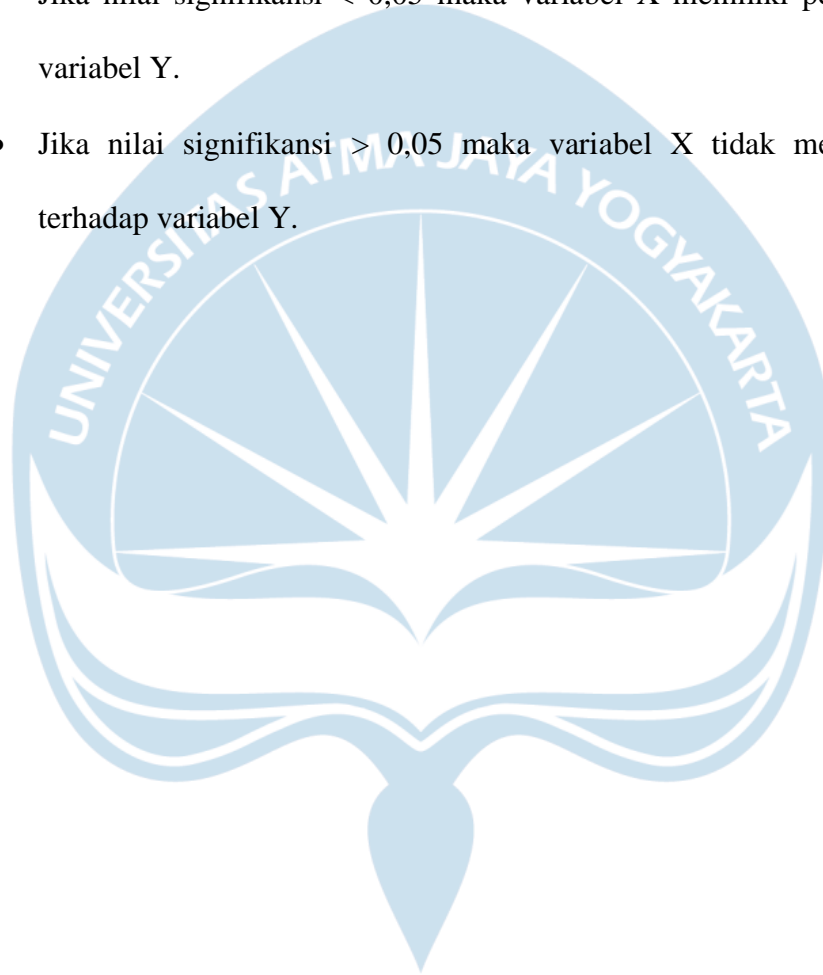 Jika nilai signifikansi < 0,05 maka variabel X memiliki
variabel Y.
• Jika nilai signifikansi > 0,05 maka variabel X tidak
terhadap variabel Y.
UNIVERSITAS ATMA JAYA YOGYAKARTA